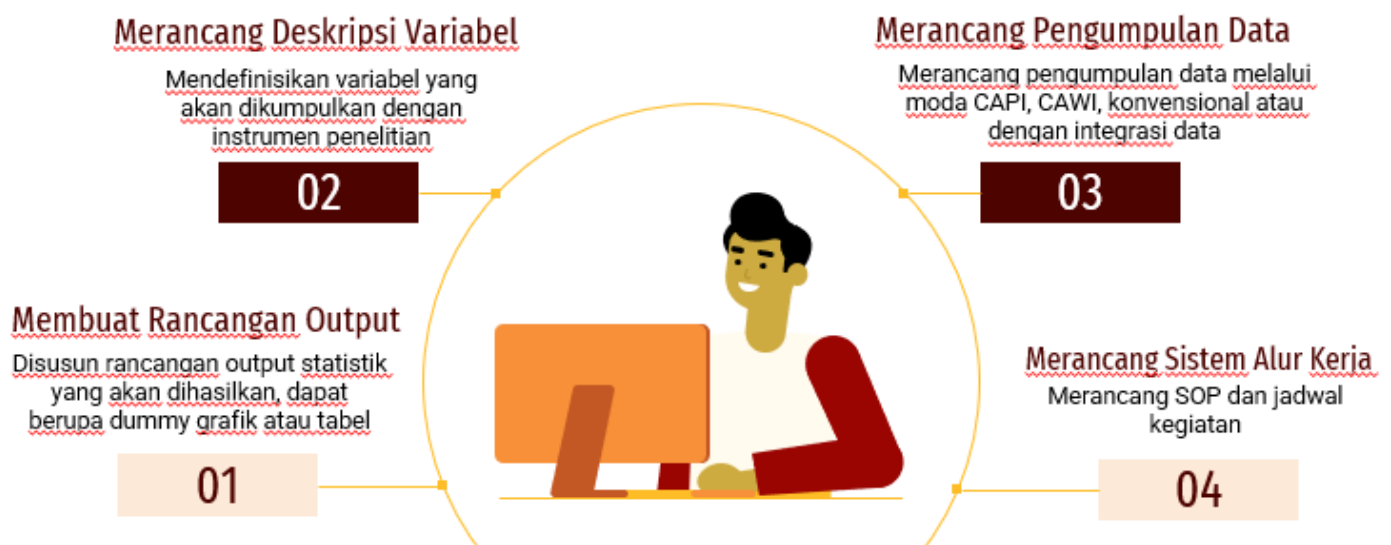 Merancang Deskripsi Variabel
Mendefinisikan variabel yang
akan dikumpulkan dengan
instrumen penelitian
02
Merancang Pengumpulan Data
Merancang pengumpulan data melalui
moda CAPI, CAWI, konvensional atau
dengan integrasi data
03
Membuat Rancangan Output
Disusun rancangan output statistik
yang akan dihasilkan, dapat
berupa dummy grafik atau tabel
01
Merancang Sistem Alur Kerja
Merancang SOP dan jadwal
kegiatan
04